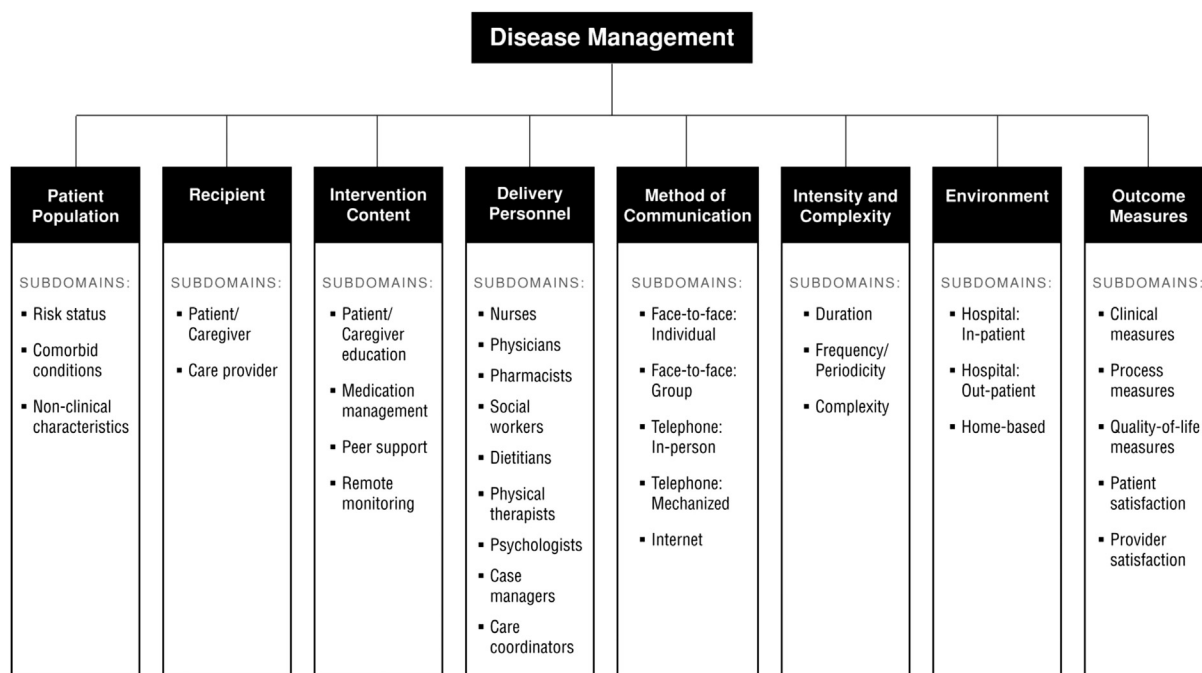 Disease Management
Patient
Population
SUBDOMAINS:
▪ Risk status
▪ Comorbid
conditions
▪ Non-clinical
characteristics
Recipient
SUBDOMAINS:
▪ Patient/
Caregiver
▪ Care provider
Intervention
Content
SUBDOMAINS:
▪ Patient/
Caregiver
education
▪ Medication
management
▪ Peer support
▪ Remote
monitoring
Delivery
Personnel
SUBDOMAINS:
▪ Nurses
▪ Physicians
▪ Pharmacists
▪ Social
workers
▪ Dietitians
▪ Physical
therapists
▪ Psychologists
▪ Case
managers
▪ Care
coordinators
Method of
Communication
SUBDOMAINS:
▪ Face-to-face:
Individual
▪ Face-to-face:
Group
▪ Telephone:
In-person
▪ Telephone:
Mechanized
▪ Internet
Intensity and
Complexity
SUBDOMAINS:
▪ Duration
▪ Frequency/
Periodicity
▪ Complexity
Environment
SUBDOMAINS:
▪ Hospital:
In-patient
▪ Hospital:
Out-patient
▪ Home-based
Outcome
Measures
SUBDOMAINS:
▪ Clinical
measures
▪ Process
measures
▪ Quality-of-life
measures
▪ Patient
satisfaction
▪ Provider
satisfaction